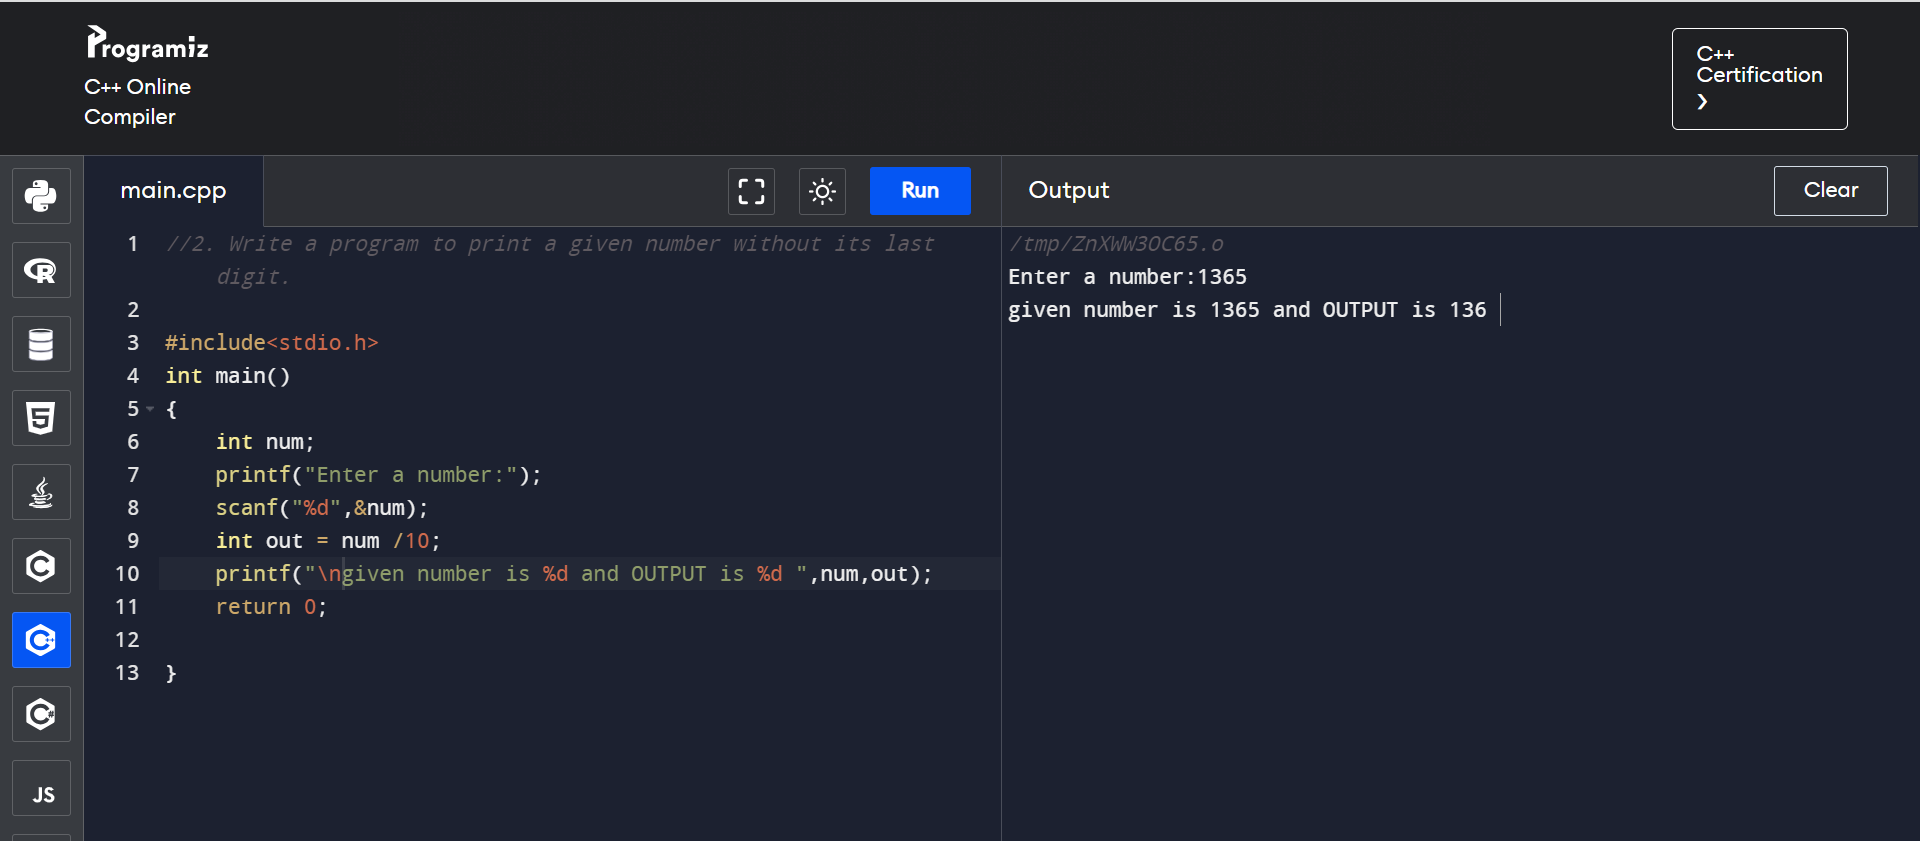 Programiz
C++ Online
Compiler
C++
Certification
❯
main.cpp
Run
Output
Clear
1 //2. Write a program to print a given number without its last
digit.
2
3 #include<stdio.h>
4 int main()
5 {
6 int num;
7 printf("Enter a number:");
8 scanf("%d",&num);
9 int out = num /10;
10 printf("\ngiven number is %d and OUTPUT is %d ",num,out);
11 return 0;
12
13 }
/tmp/ZnXWW3OC65.o
Enter a number:1365
given number is 1365 and OUTPUT is 136
R
5
C
C++
C#
JS